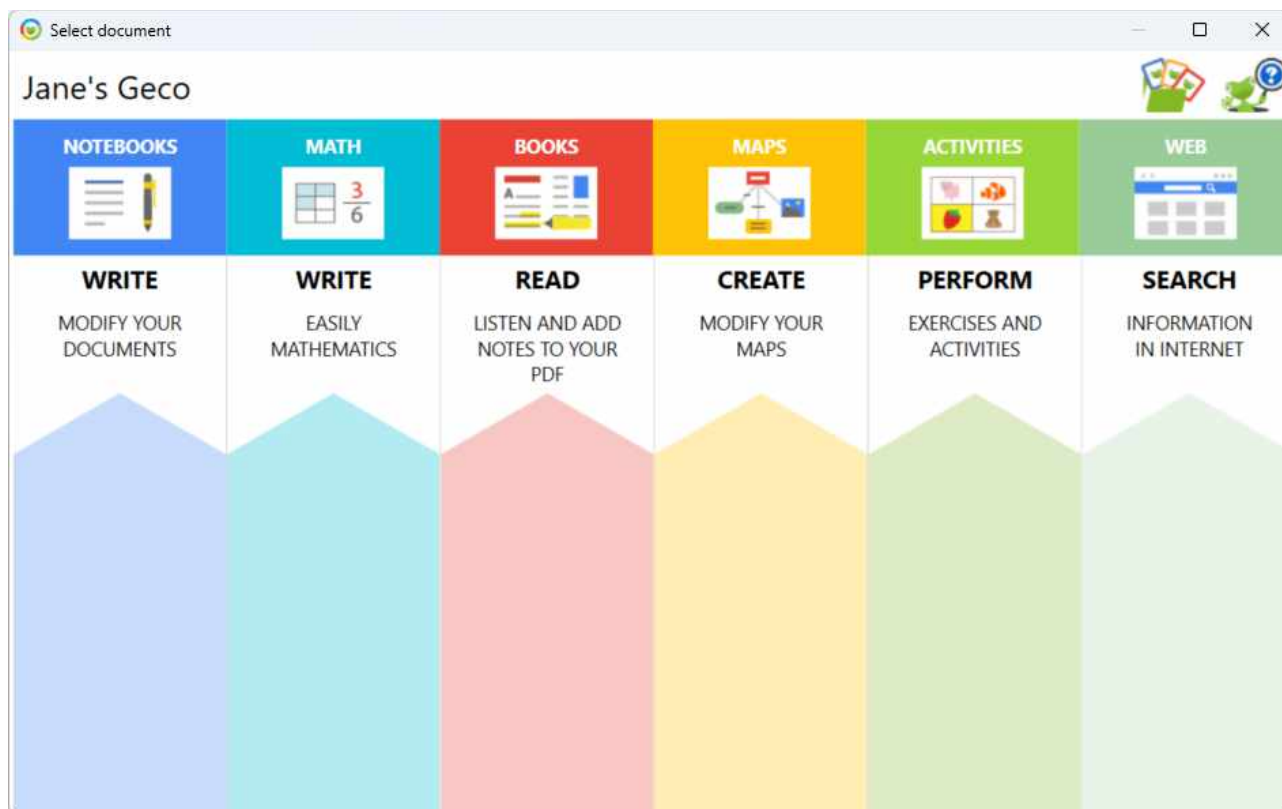 Select document
Jane's Geco
?
NOTEBOOKS
MATH
BOOKS
MAPS
ACTIVITIES
WEB
3
6
A
WRITE
MODIFY YOUR
DOCUMENTS
WRITE
EASILY
MATHEMATICS
READ
LISTEN AND ADD
NOTES TO YOUR
PDF
CREATE
MODIFY YOUR
MAPS
PERFORM
EXERCISES AND
ACTIVITIES
SEARCH
INFORMATION
IN INTERNET